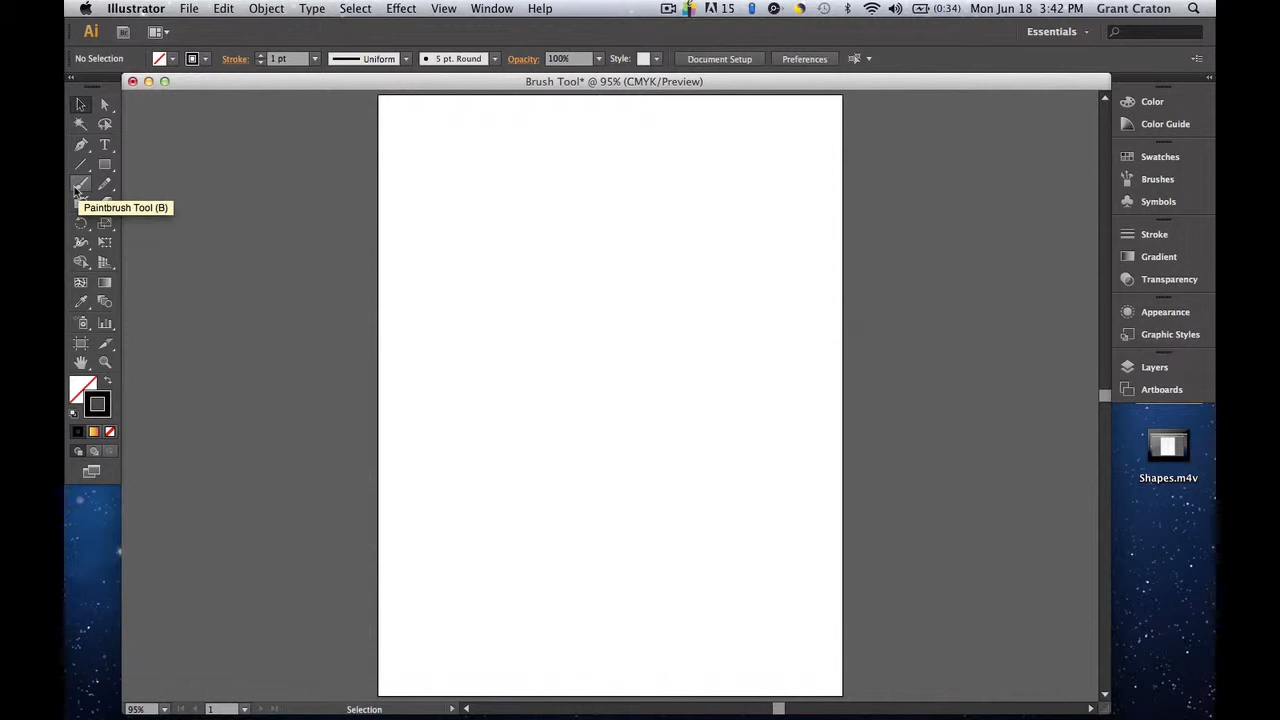 Illustrator File Edit Object Type Select Effect View Window Help 15 (0:34) Mon Jun 18 3:42 PM Grant Craton
Ai Br Essentials
No Selection Stroke: 1 pt Uniform 5 pt. Round Opacity: 100% Style: Document Setup Preferences
Brush Tool* @ 95% (CMYK/Preview)
T
Paintbrush Tool (B)
Color
Color Guide
Swatches
Brushes
Symbols
Stroke
Gradient
Transparency
Appearance
Graphic Styles
Layers
Artboards
Shapes.m4v
95% 1 Selection